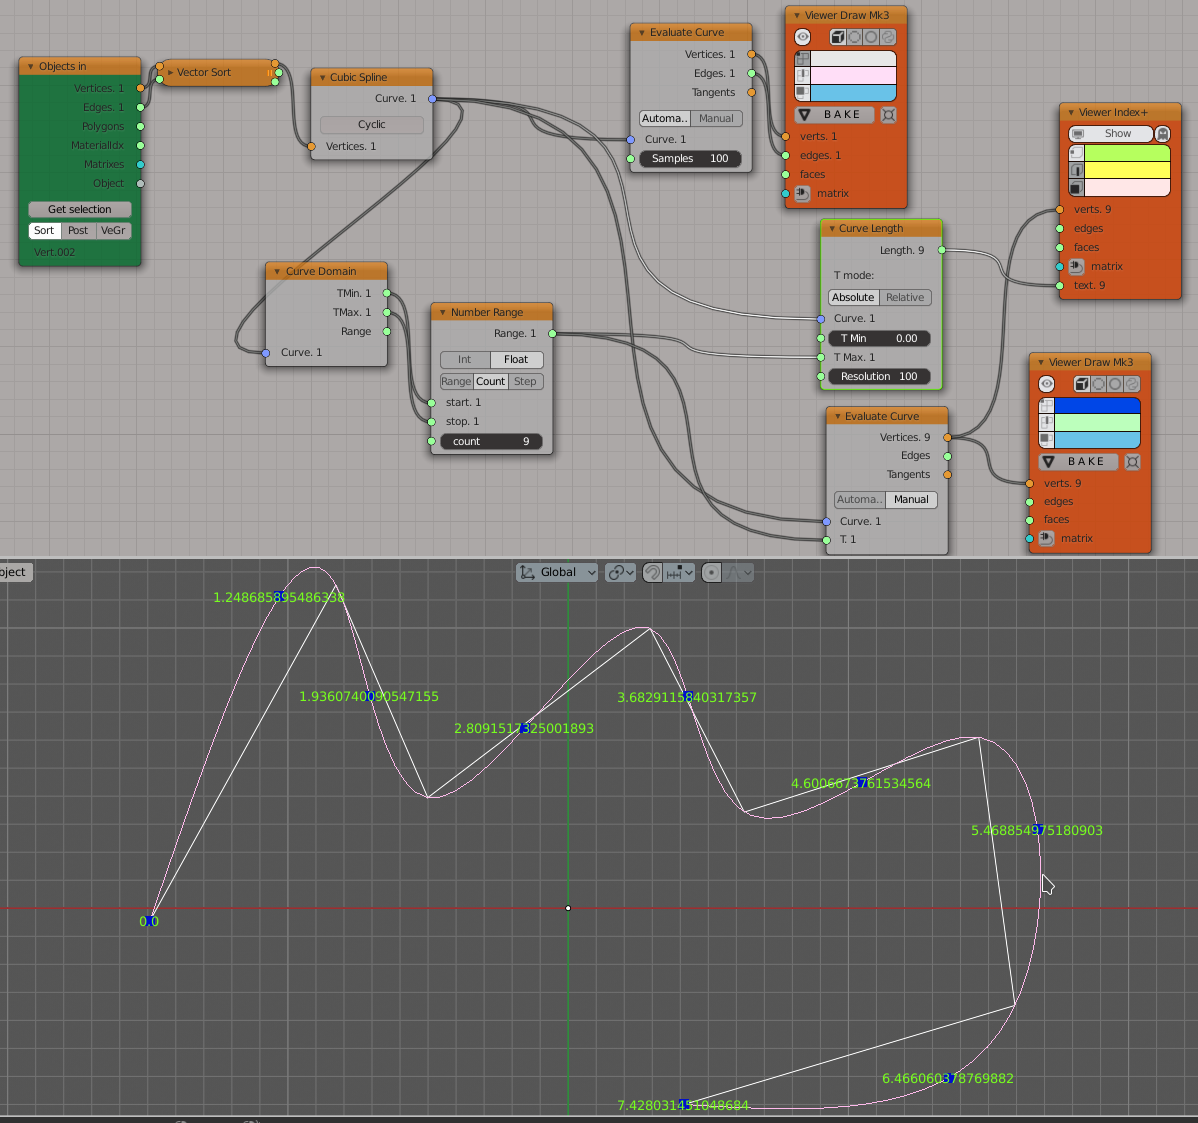 Objects in
Vertices. 1
Edges. 1
Polygons
MaterialIdx
Matrixes
Object
Get selection
Sort Post VeGr
Vert.002
Vector Sort
Cubic Spline
Curve. 1
Cyclic
Vertices. 1
Curve Domain
TMin. 1
TMax. 1
Range
Curve. 1
Number Range
Range. 1
Int Float
Range Count Step
start. 1
stop. 1
count 9
Evaluate Curve
Vertices. 1
Edges. 1
Tangents
Automa.. Manual
Curve. 1
Samples 100
Viewer Draw Mk3
BAKE
verts. 1
edges. 1
faces
matrix
Curve Length
Length. 9
T mode:
Absolute Relative
Curve. 1
T Min 0.00
T Max. 1
Resolution 100
Evaluate Curve
Vertices. 9
Edges
Tangents
Automa.. Manual
Curve. 1
T. 1
Viewer Index+
Show
verts. 9
edges
faces
matrix
text. 9
Viewer Draw Mk3
BAKE
verts. 9
edges
faces
matrix
bject
Global
1.248685895486338
1.9360740090547155
2.8091517325001893
3.6829115840317357
4.6006673761534564
5.468854975180903
0.0
6.466060378769882
7.428031451048684